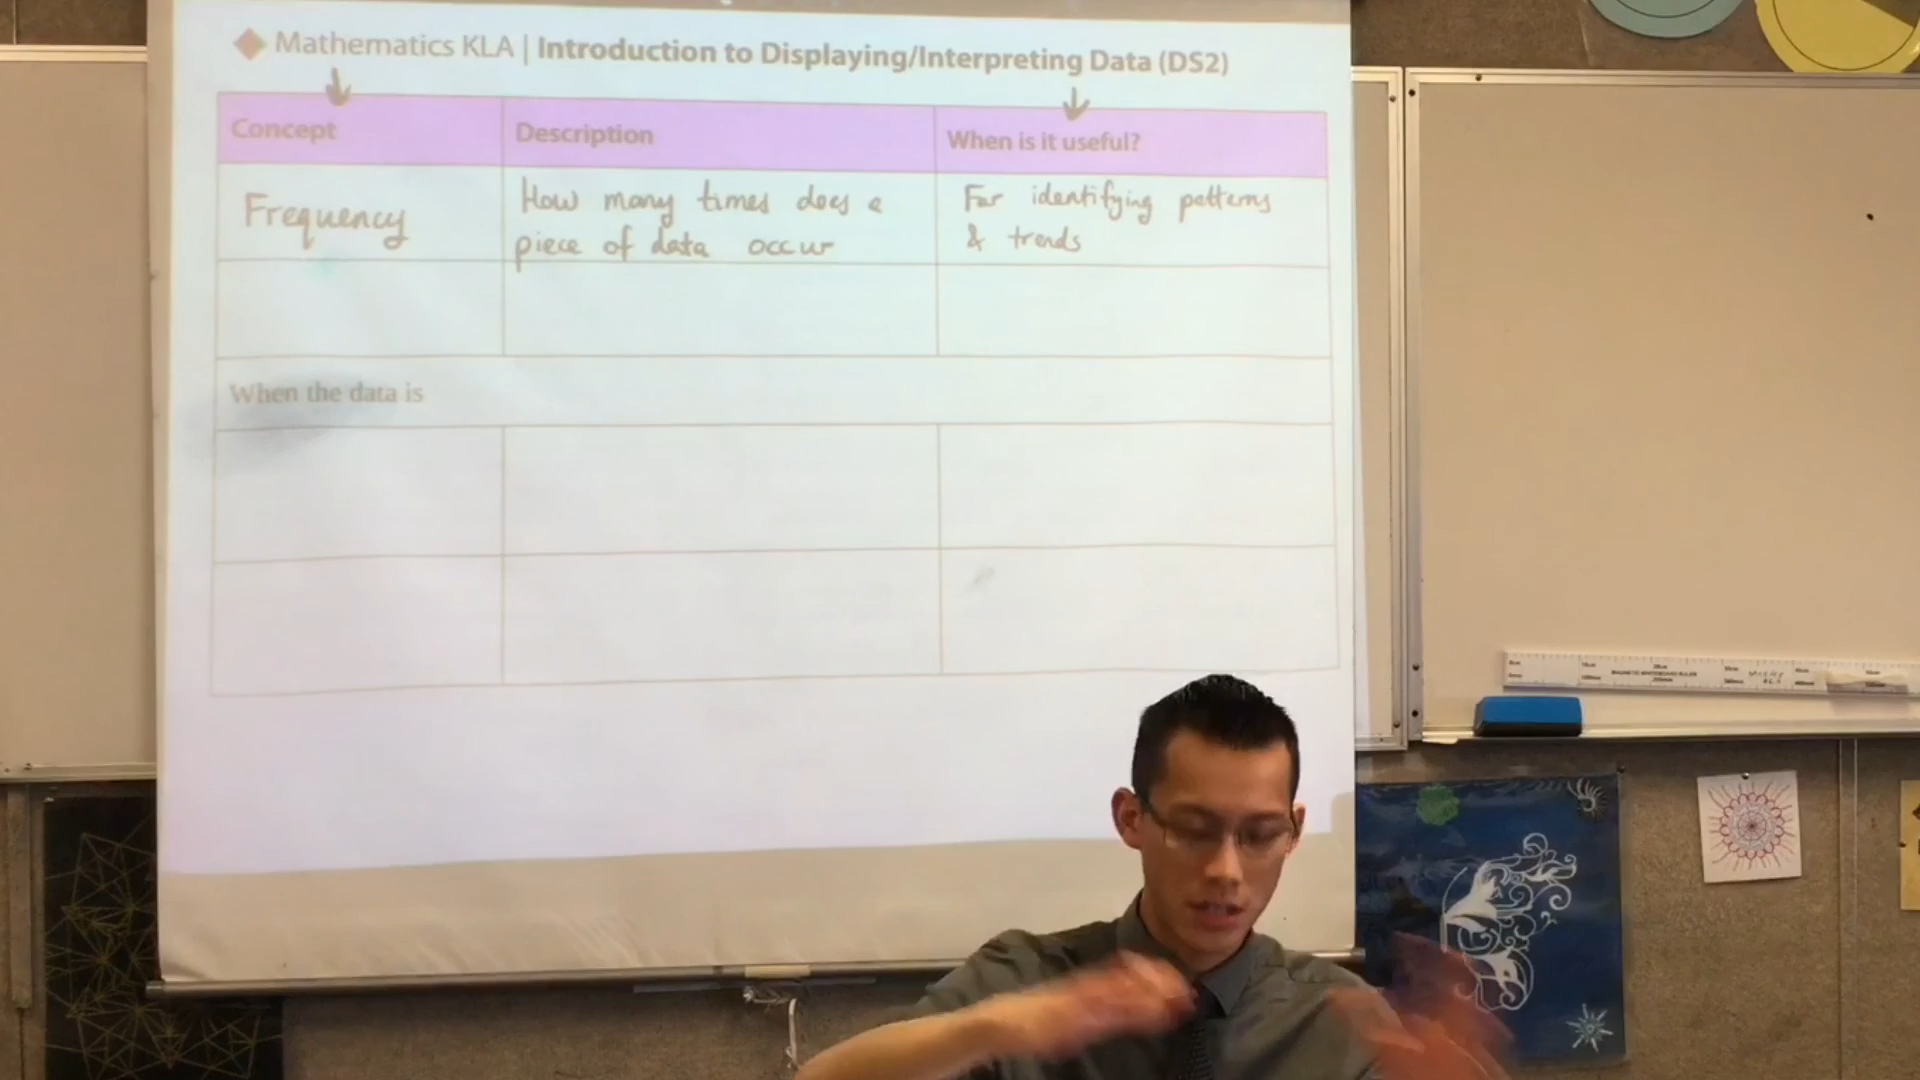 Mathematics KLA | Introduction to Displaying/Interpreting Data (DS2)
Concept
Description
When is it useful?
Frequency
How many times does a
piece of data occur
For identifying patterns
& trends
When the data is